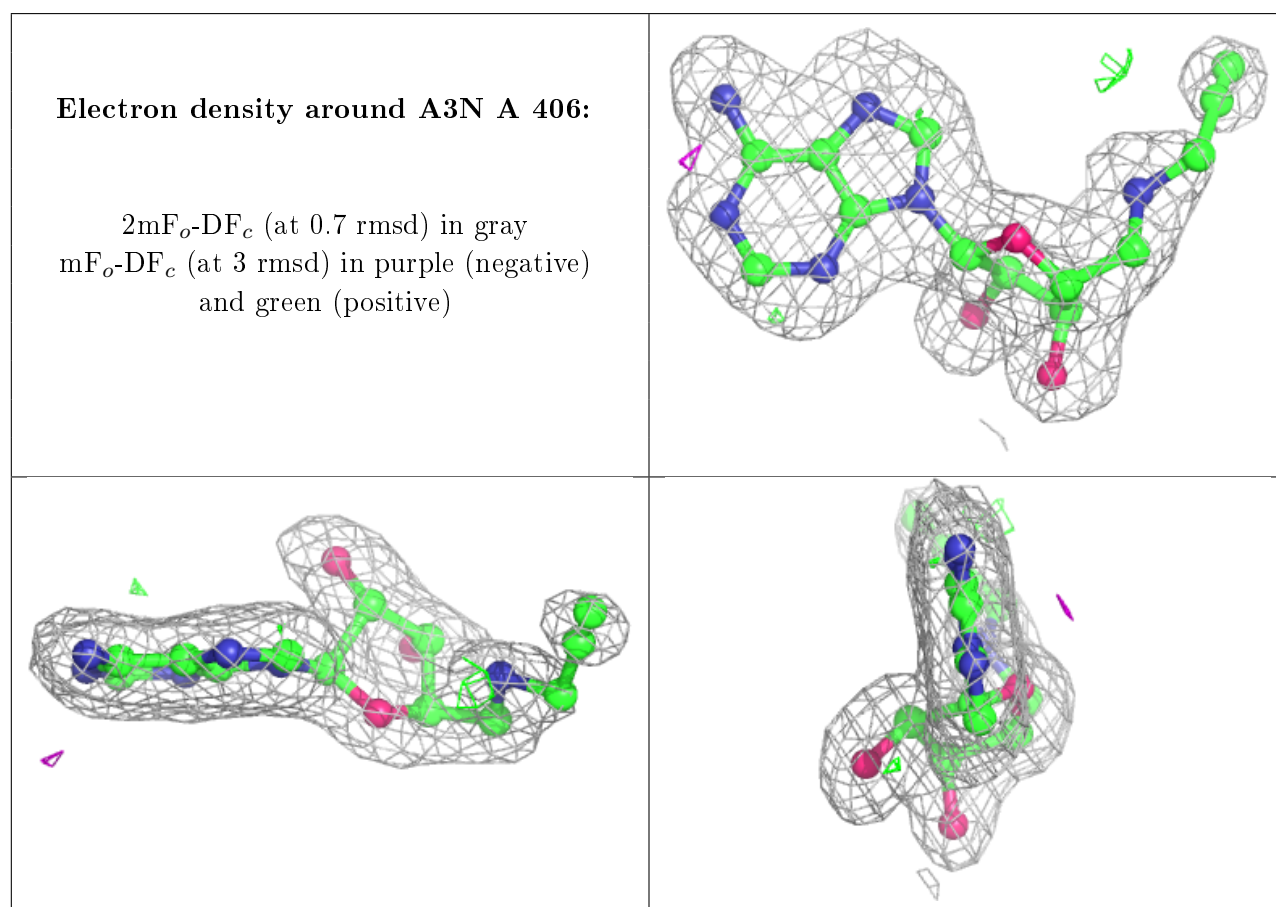 Electron density around A3N A 406:
2mFo-DFc (at 0.7 rmsd) in gray
mFo-DFc (at 3 rmsd) in purple (negative)
and green (positive)